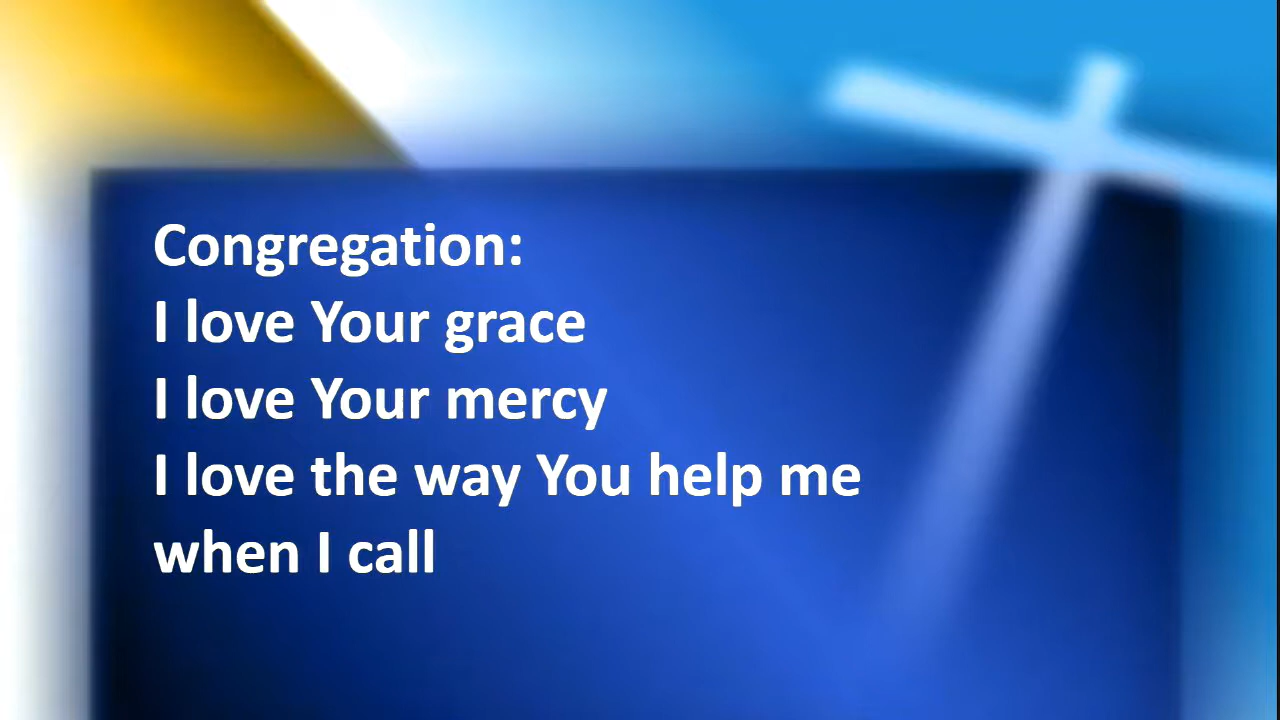 Congregation:
I love Your grace
I love Your mercy
I love the way You help me
when I call